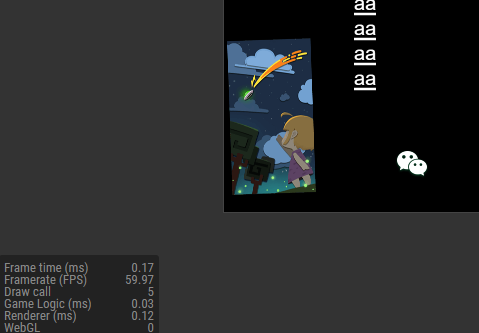 aa
aa
aa
aa
Frame time (ms) 0.17
Framerate (FPS) 59.97
Draw call 5
Game Logic (ms) 0.03
Renderer (ms) 0.12
WebGL 0